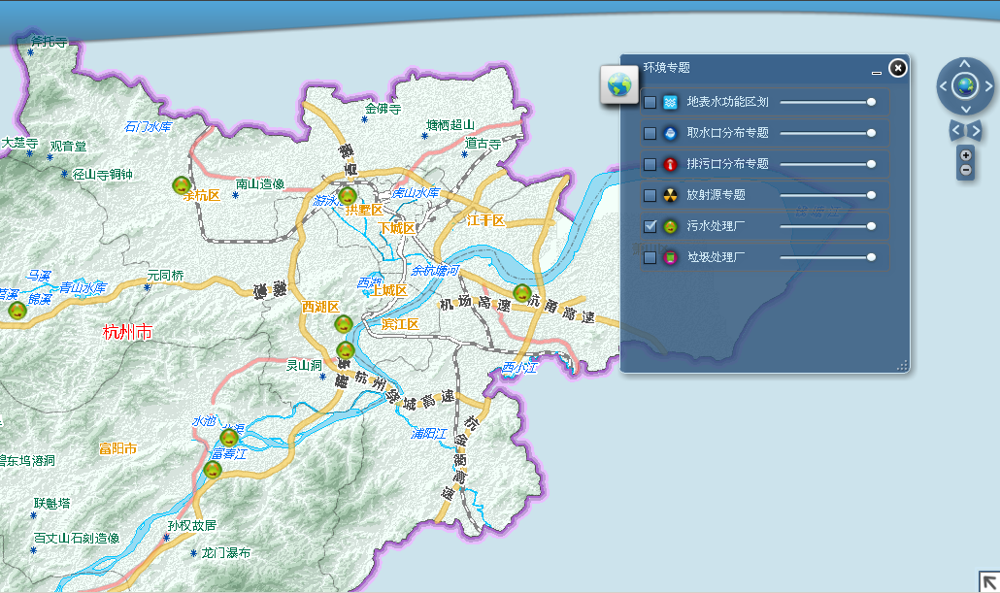 斧托寺
环境专题
地表水功能区划
取水口分布专题
排污口分布专题
放射源专题
污水处理厂
垃圾处理厂
金佛寺
石门水库
塘栖超山
道古寺
大楚寺
观音堂
径山寺铜钟
南山造像
余杭区
虎山水库
拱墅区
下城区
江干区
余杭塘河
元同桥
马溪
青山水库
锦溪
西湖
上城区
西湖区
滨江区
机场高速
杭甬高速
杭州市
灵山洞
西小江
杭州绕城高速
水池
浦阳江
富阳市
富春江
杭金衢高速
碧东坞溶洞
联魁塔
孙权故居
百丈山石刻造像
龙门瀑布